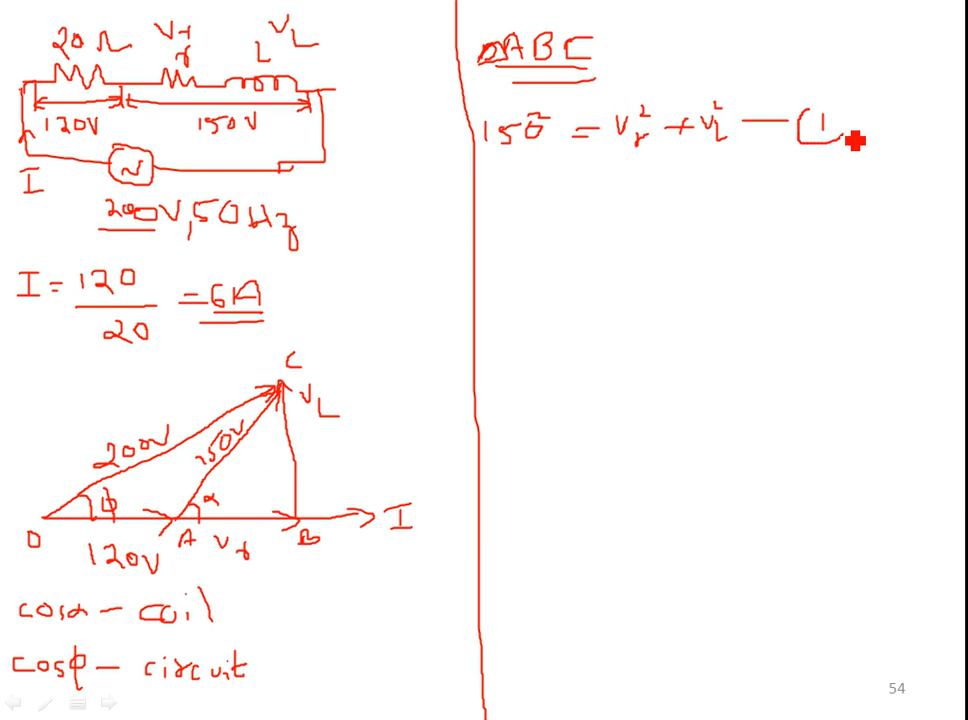 20 Ω Vr VL
r L
120V 150V
I
200V, 50Hz
I = 120/20 = 6A
C
VL
200V 150V
φ α I
O A Vr B
120V
cosα - coil
cosφ - circuit
△ABC
150² = Vr² + VL² — (1
54